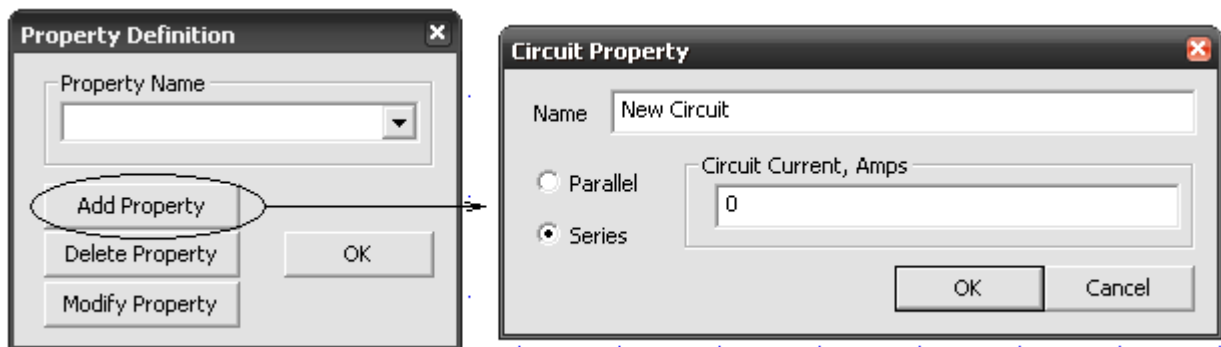 Property Definition
Property Name
Add Property
Delete Property
OK
Modify Property
Circuit Property
Name
New Circuit
Parallel
Series
Circuit Current, Amps
0
OK
Cancel